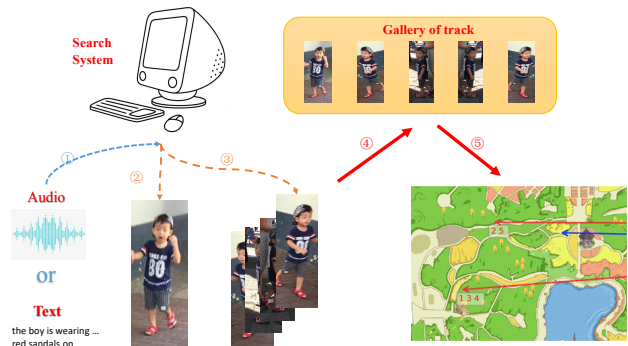 Search
System
Gallery of track
①
②
③
④
⑤
Audio
or
Text
the boy is wearing ...
red sandals on
80
2 5
1 3 4